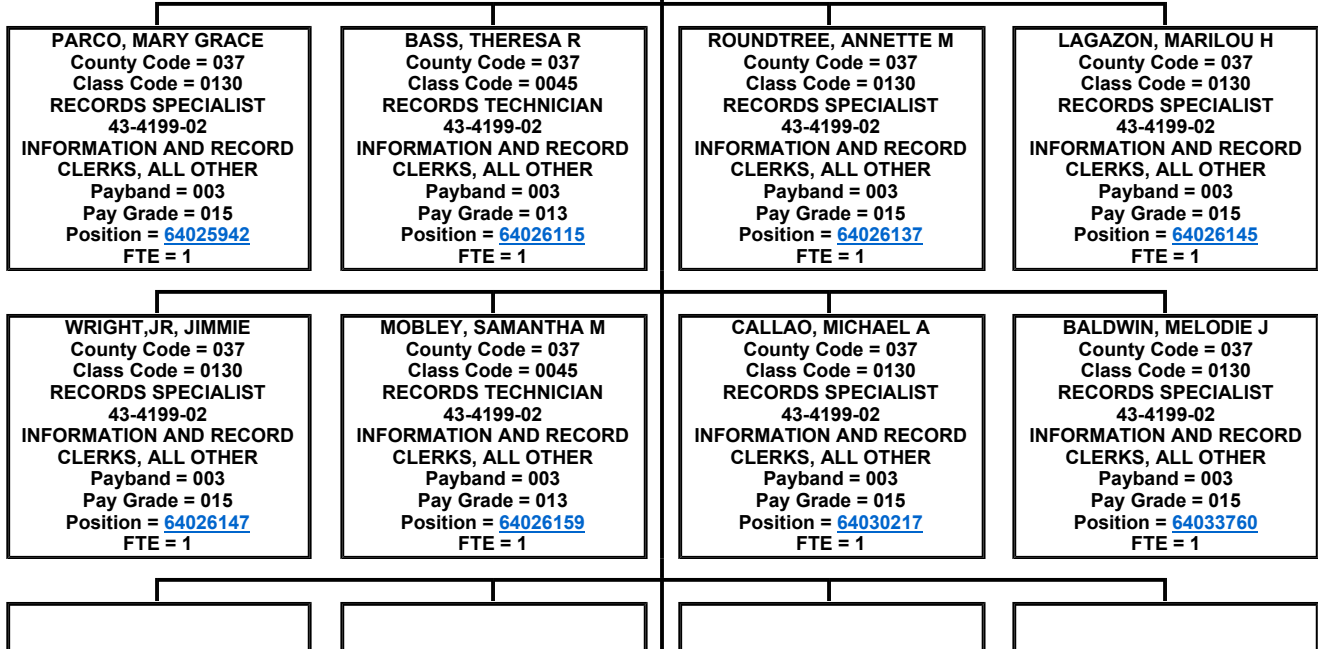 PARCO, MARY GRACE
County Code = 037
Class Code = 0130
RECORDS SPECIALIST
43-4199-02
INFORMATION AND RECORD
CLERKS, ALL OTHER
Payband = 003
Pay Grade = 015
Position = 64025942
FTE = 1
BASS, THERESA R
County Code = 037
Class Code = 0045
RECORDS TECHNICIAN
43-4199-02
INFORMATION AND RECORD
CLERKS, ALL OTHER
Payband = 003
Pay Grade = 013
Position = 64026115
FTE = 1
ROUNDTREE, ANNETTE M
County Code = 037
Class Code = 0130
RECORDS SPECIALIST
43-4199-02
INFORMATION AND RECORD
CLERKS, ALL OTHER
Payband = 003
Pay Grade = 015
Position = 64026137
FTE = 1
LAGAZON, MARILOU H
County Code = 037
Class Code = 0130
RECORDS SPECIALIST
43-4199-02
INFORMATION AND RECORD
CLERKS, ALL OTHER
Payband = 003
Pay Grade = 015
Position = 64026145
FTE = 1
WRIGHT,JR, JIMMIE
County Code = 037
Class Code = 0130
RECORDS SPECIALIST
43-4199-02
INFORMATION AND RECORD
CLERKS, ALL OTHER
Payband = 003
Pay Grade = 015
Position = 64026147
FTE = 1
MOBLEY, SAMANTHA M
County Code = 037
Class Code = 0045
RECORDS TECHNICIAN
43-4199-02
INFORMATION AND RECORD
CLERKS, ALL OTHER
Payband = 003
Pay Grade = 013
Position = 64026159
FTE = 1
CALLAO, MICHAEL A
County Code = 037
Class Code = 0130
RECORDS SPECIALIST
43-4199-02
INFORMATION AND RECORD
CLERKS, ALL OTHER
Payband = 003
Pay Grade = 015
Position = 64030217
FTE = 1
BALDWIN, MELODIE J
County Code = 037
Class Code = 0130
RECORDS SPECIALIST
43-4199-02
INFORMATION AND RECORD
CLERKS, ALL OTHER
Payband = 003
Pay Grade = 015
Position = 64033760
FTE = 1